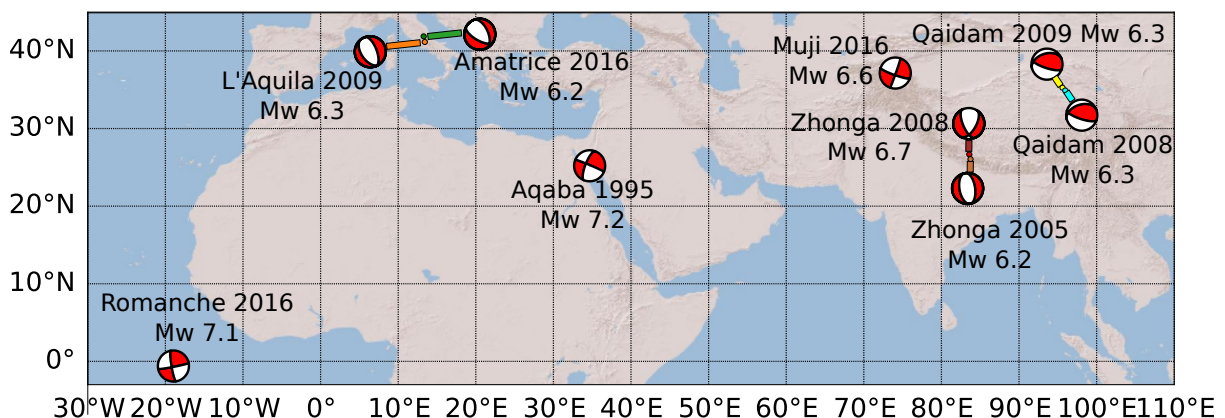 40°N
30°N
20°N
10°N
0°
L'Aquila 2009
Mw 6.3
Amatrice 2016
Mw 6.2
Muji 2016
Mw 6.6
Qaidam 2009 Mw 6.3
Zhonga 2008
Mw 6.7
Qaidam 2008
Mw 6.3
Aqaba 1995
Mw 7.2
Zhonga 2005
Mw 6.2
Romanche 2016
Mw 7.1
30°W 20°W 10°W 0° 10°E 20°E 30°E 40°E 50°E 60°E 70°E 80°E 90°E 100°E 110°E